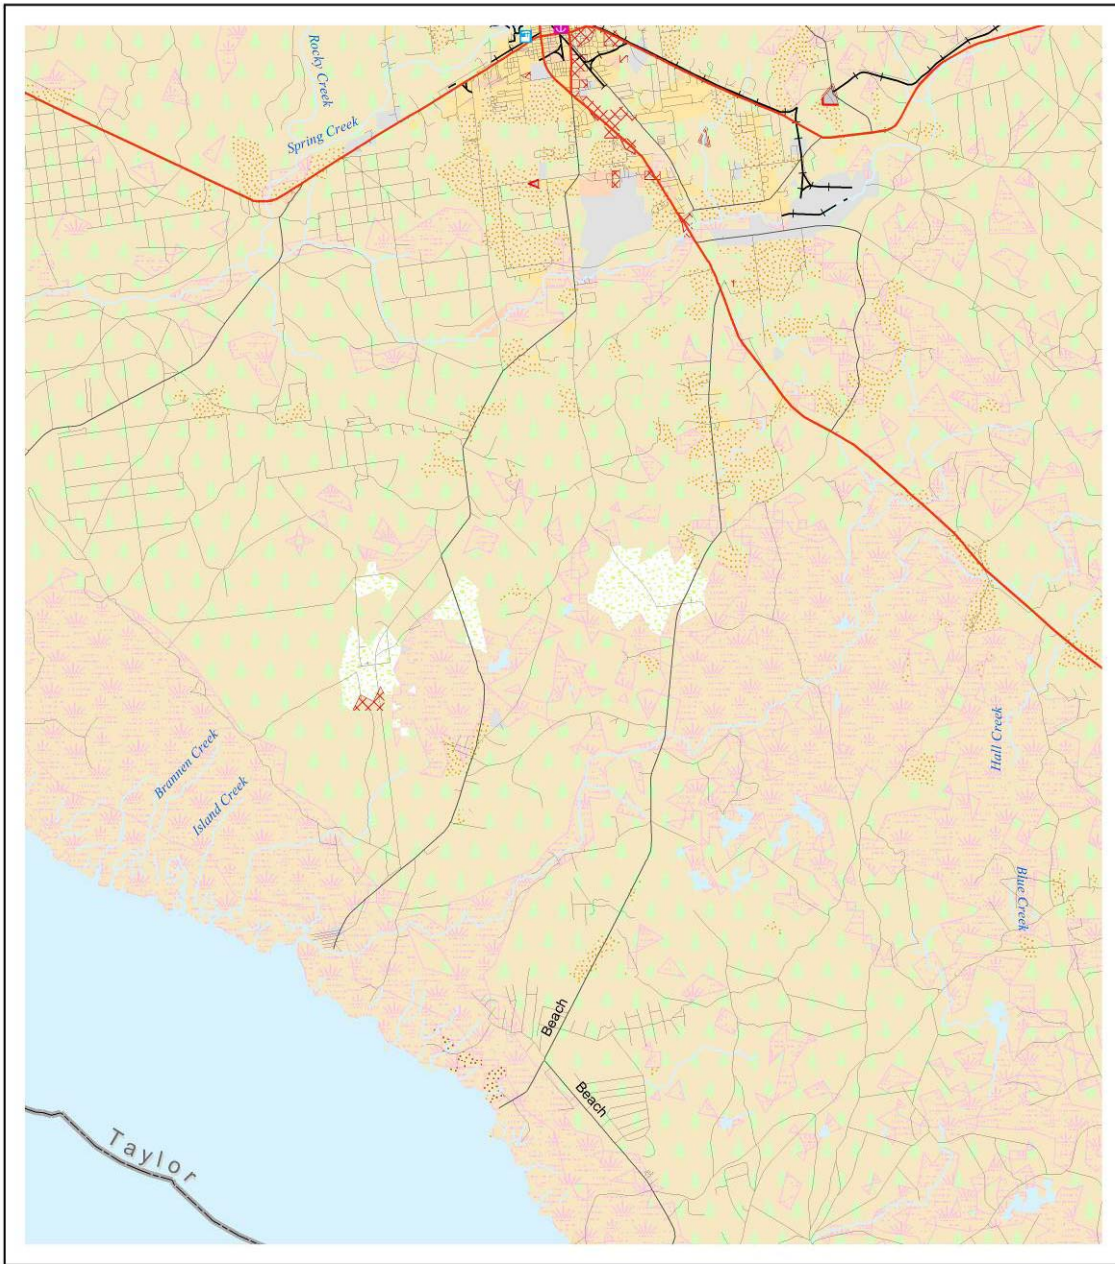 Rocky Creek
Spring Creek
Hall Creek
Brannen Creek
Island Creek
Blue Creek
Beach
Beach
Taylor